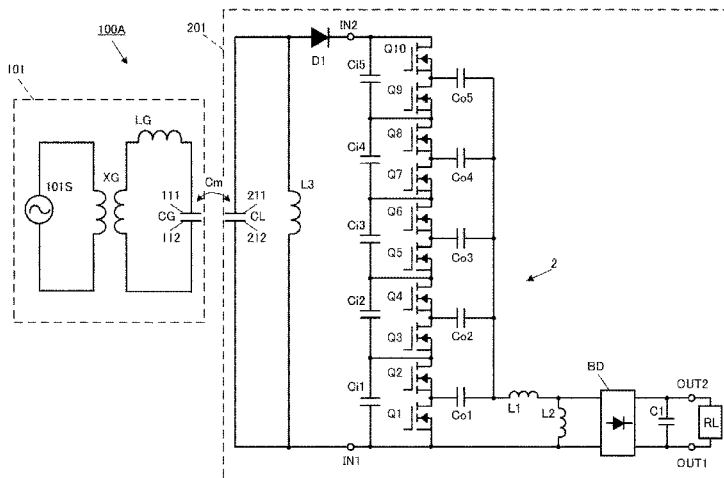 100A
201
IN2
Q10
D1
Ci5
Q9
Co5
101
LG
Q8
Ci4
Q7
Co4
101S
XG
Cm
L3
111
211
CG
CL
112
212
Q6
Ci3
Q5
Co3
2
Q4
Ci2
Q3
Co2
Q2
BD
OUT2
Ci1
L1
L2
C1
RL
Q1
Co1
IN1
OUT1